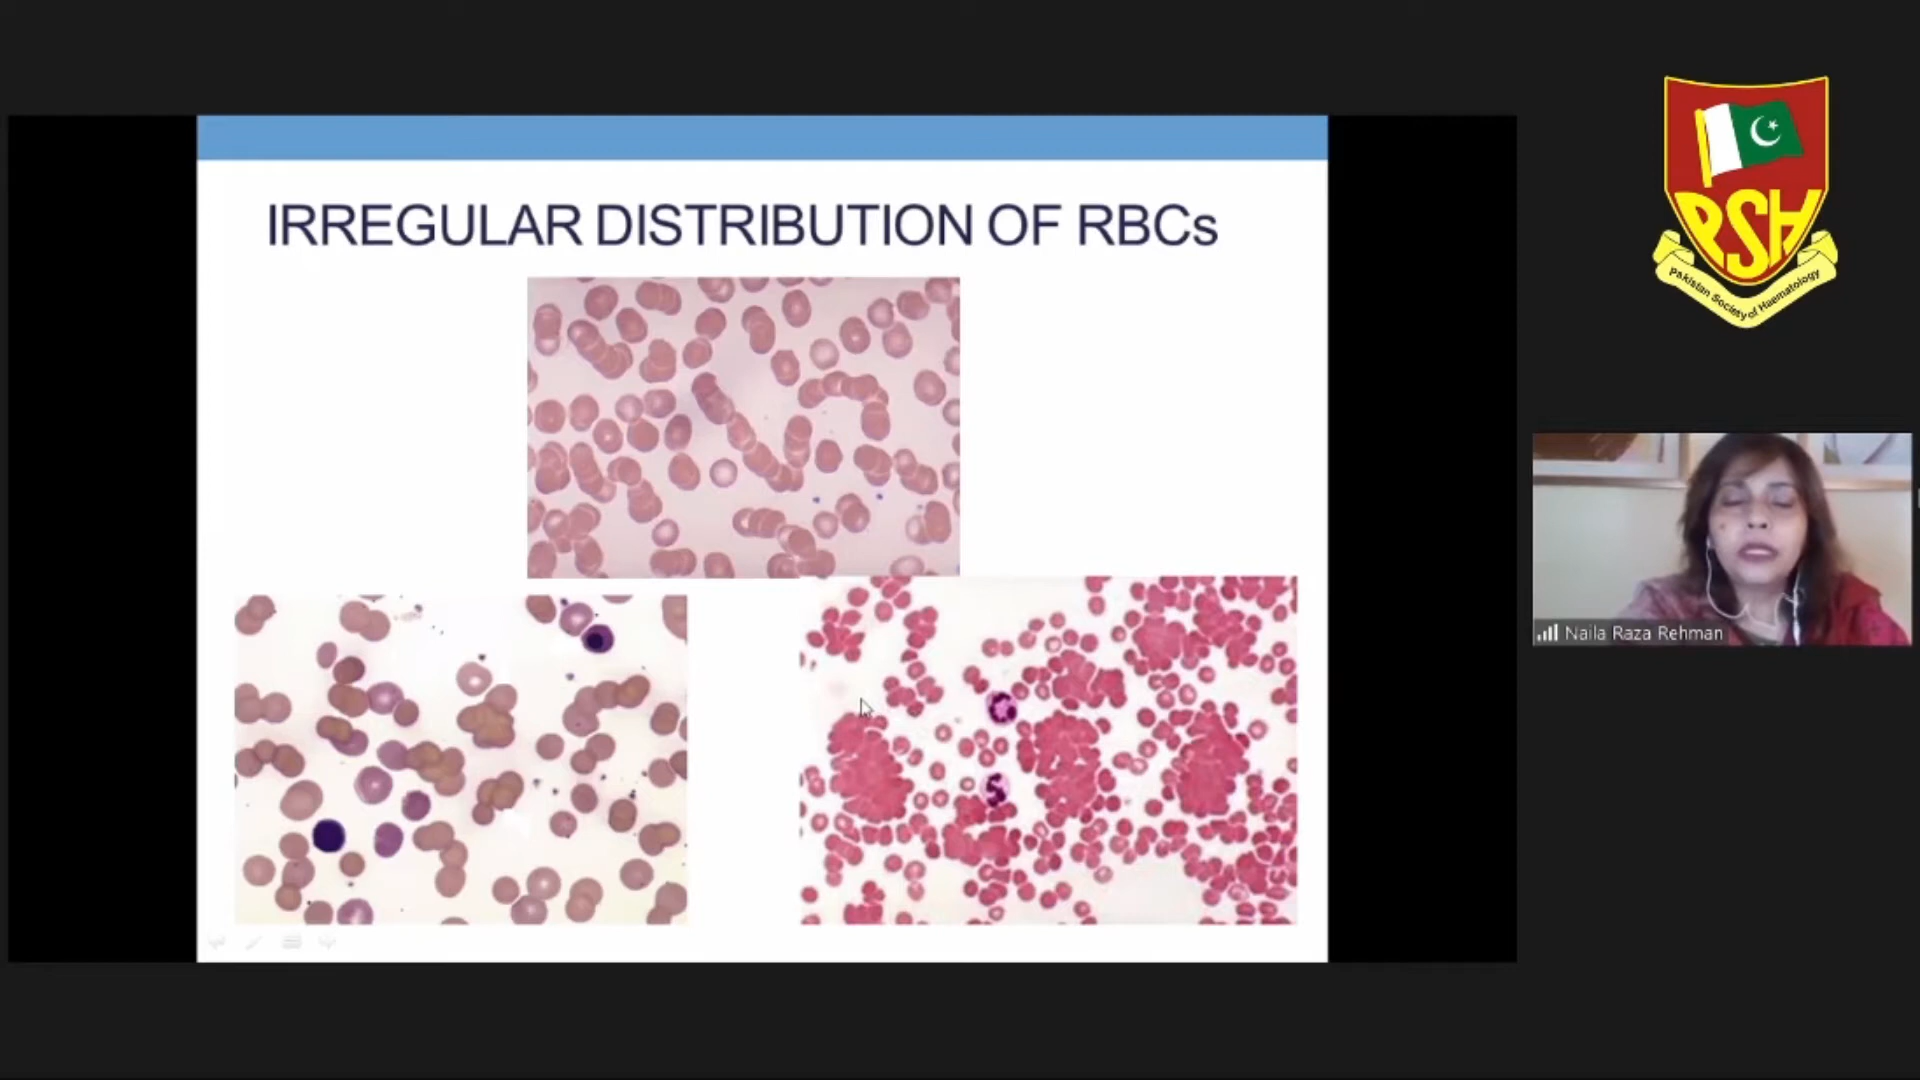 IRREGULAR DISTRIBUTION OF RBCs
PSH
Pakistan Society of Haematology
Naila Raza Rehman